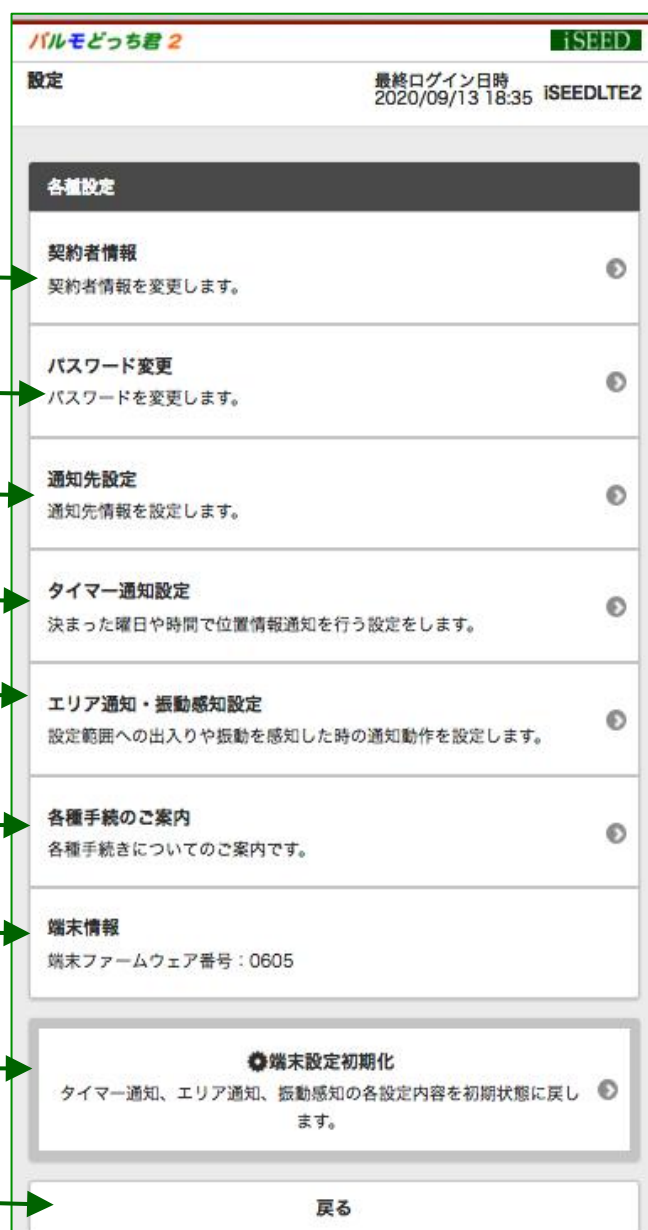 パルモどっち君2
iSEED
設定
最終ログイン日時
2020/09/13 18:35
iSEEDLTE2
各種設定
契約者情報
契約者情報を変更します。
パスワード変更
パスワードを変更します。
通知先設定
通知先情報を設定します。
タイマー通知設定
決まった曜日や時間で位置情報通知を行う設定をします。
エリア通知・振動感知設定
設定範囲への出入りや振動を感知した時の通知動作を設定します。
各種手続のご案内
各種手続きについてのご案内です。
端末情報
端末ファームウェア番号：0605
端末設定初期化
タイマー通知、エリア通知、振動感知の各設定内容を初期状態に戻し
ます。
戻る